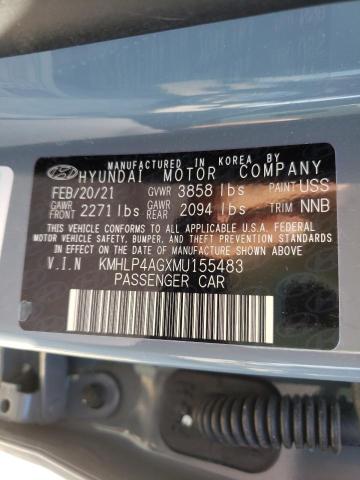 MANUFACTURED IN KOREA BY
HYUNDAI MOTOR COMPANY
FEB/20/21 GVWR 3858 lbs PAINT USS
GAWR FRONT 2271 lbs GAWR REAR 2094 lbs TRIM NNB
THIS VEHICLE CONFORMS TO ALL APPLICABLE U.S.A. FEDERAL
MOTOR VEHICLE SAFETY, BUMPER, AND THEFT PREVENTION STANDARDS
IN EFFECT ON THE DATE OF MANUFACTURE SHOWN ABOVE.
V.I.N KMHLP4AGXMU155483
PASSENGER CAR